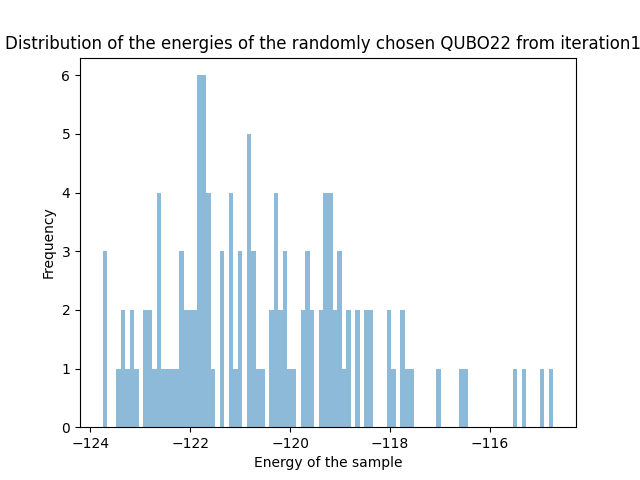 Distribution of the energies of the randomly chosen QUBO22 from iteration1
6
5
4
3
2
1
0
Frequency
−124 −122 −120 −118 −116
Energy of the sample